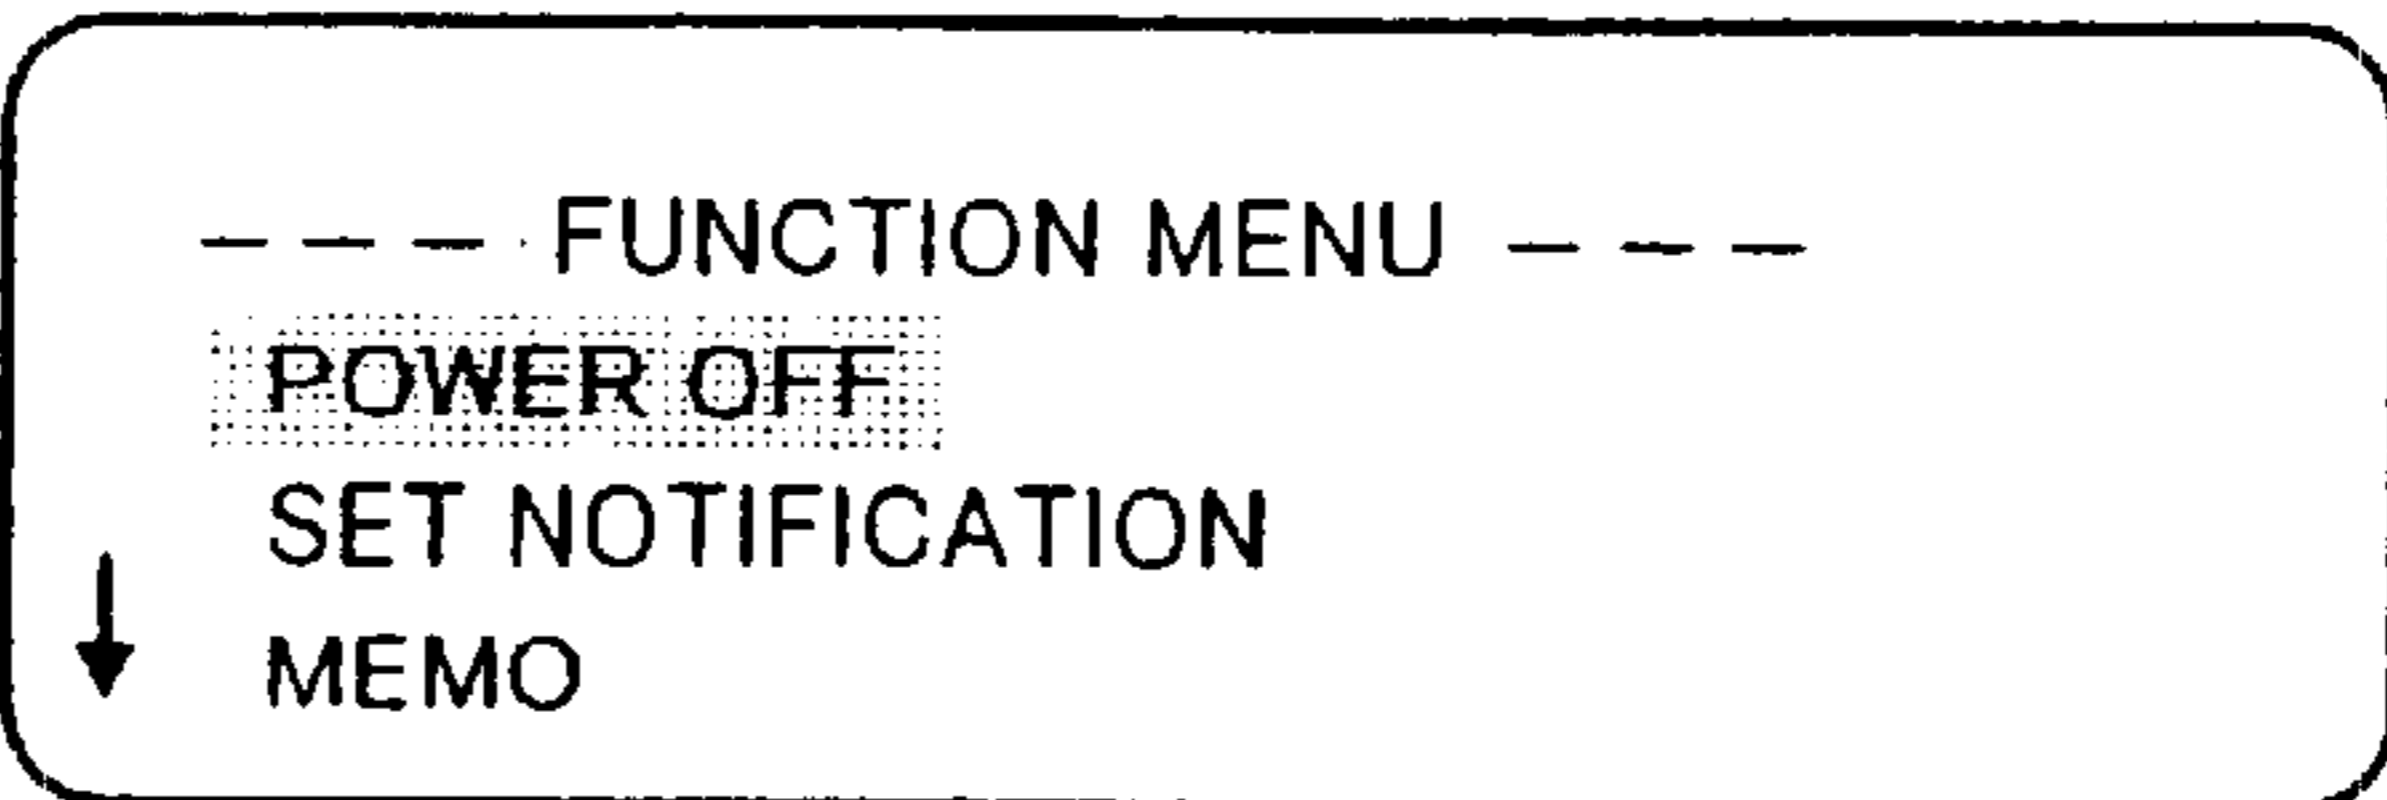 --- FUNCTION MENU ---
POWER OFF
SET NOTIFICATION
MEMO